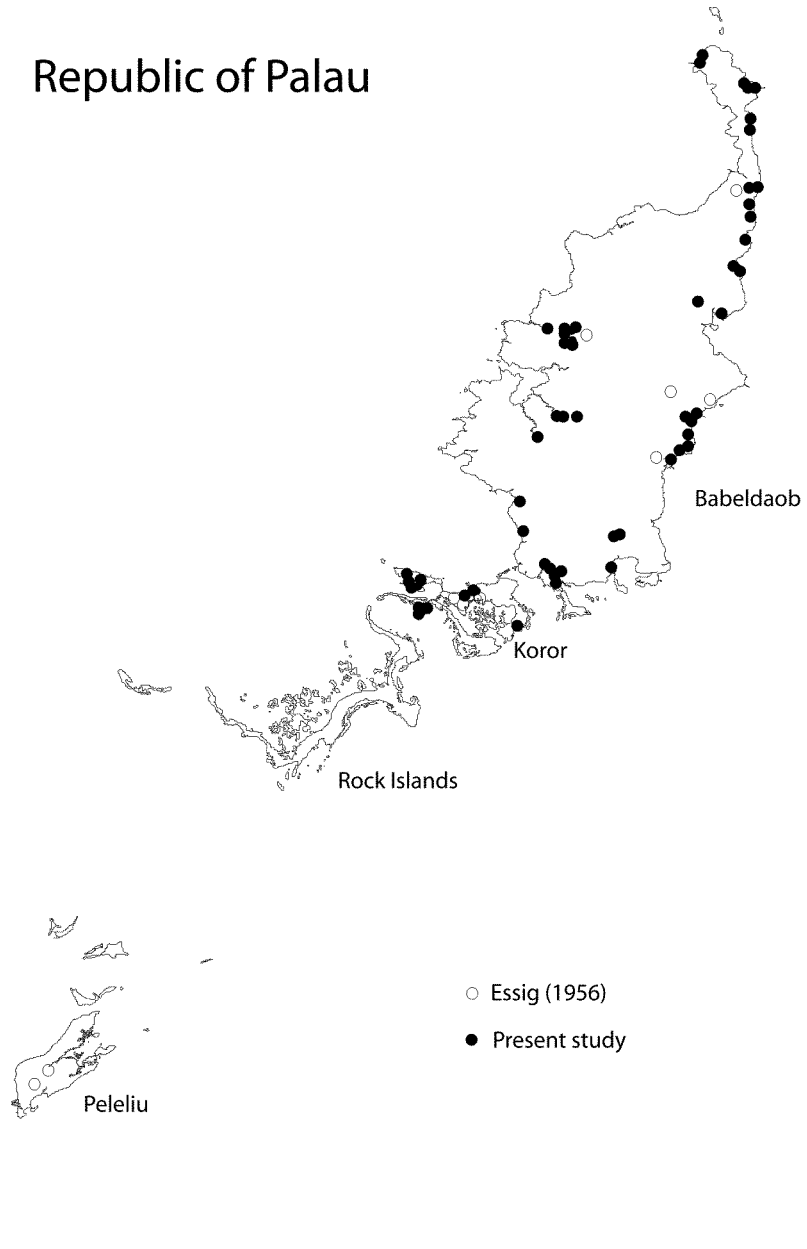 Republic of Palau
Babeldaob
Koror
Rock Islands
Essig (1956)
Present study
Peleliu